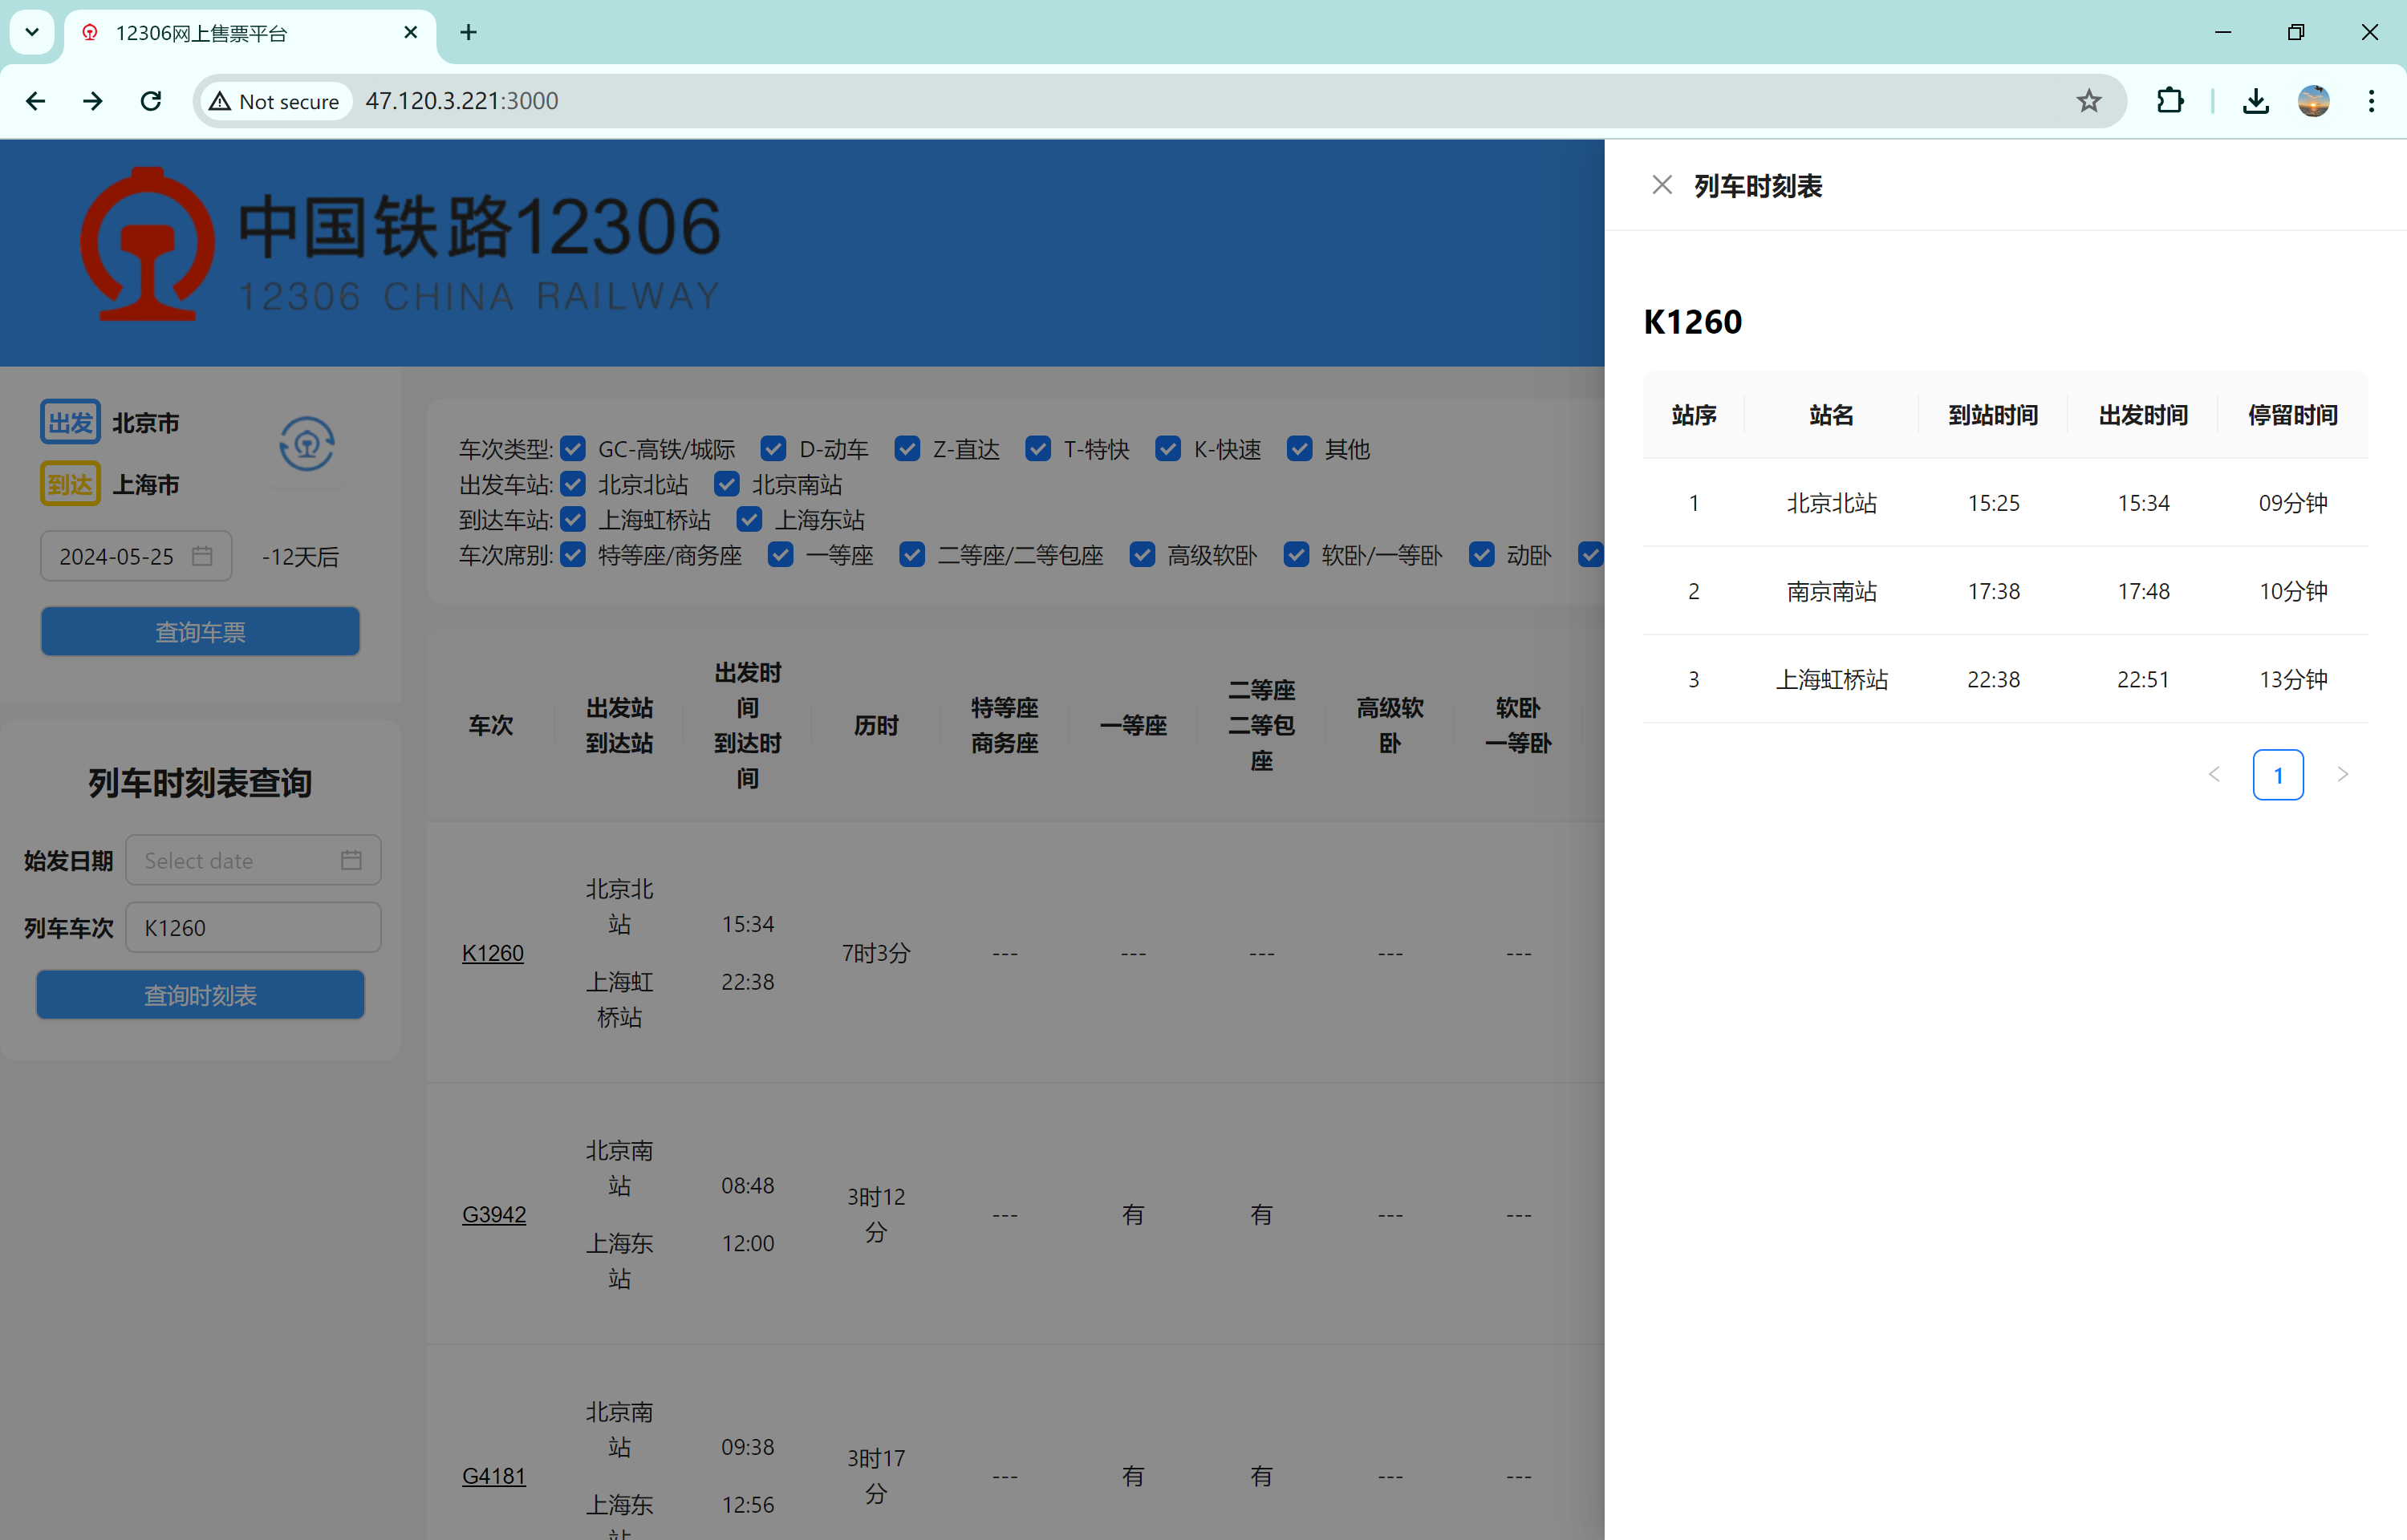 12306网上售票平台
Not secure 47.120.3.221:3000
中国铁路12306
12306 CHINA RAILWAY
出发 北京市
到达 上海市
2024-05-25 -12天后
查询车票
列车时刻表查询
始发日期 Select date
列车车次 K1260
查询时刻表
车次类型: GC-高铁/城际 D-动车 Z-直达 T-特快 K-快速 其他
出发车站: 北京北站 北京南站
到达车站: 上海虹桥站 上海东站
车次席别: 特等座/商务座 一等座 二等座/二等包座 高级软卧 软卧/一等卧 动卧
车次 出发站 到达站 出发时间 到达时间 历时 特等座 商务座 一等座 二等座 二等包座 高级软卧 软卧 一等卧
K1260 北京北站 上海虹桥站 15:34 22:38 7时3分 --- --- --- --- ---
G3942 北京南站 上海东站 08:48 12:00 3时12分 --- 有 有 --- ---
G4181 北京南站 上海东站 09:38 12:56 3时17分 --- 有 有 --- ---
列车时刻表
K1260
站序 站名 到站时间 出发时间 停留时间
1 北京北站 15:25 15:34 09分钟
2 南京南站 17:38 17:48 10分钟
3 上海虹桥站 22:38 22:51 13分钟
1